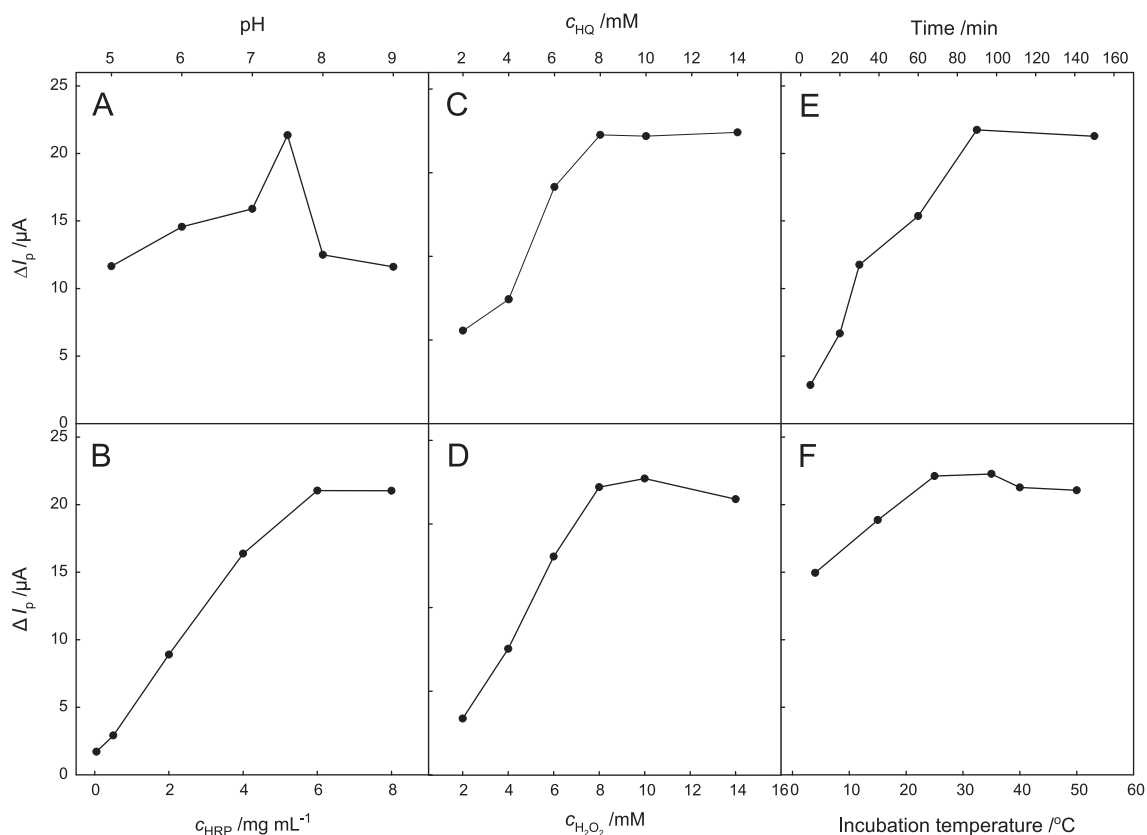 pH
c_HQ /mM
Time /min
5 6 7 8 9
2 4 6 8 10 12 14
0 20 40 60 80 100 120 140 160
25
A
C
E
20
15
ΔI_p /μA
10
5
0
25
B
D
F
20
15
Δ I_p /μA
10
5
0
0 2 4 6 8
2 4 6 8 10 12 14 16
0 10 20 30 40 50 60
c_HRP /mg mL⁻¹
c_H₂O₂ /mM
Incubation temperature /°C